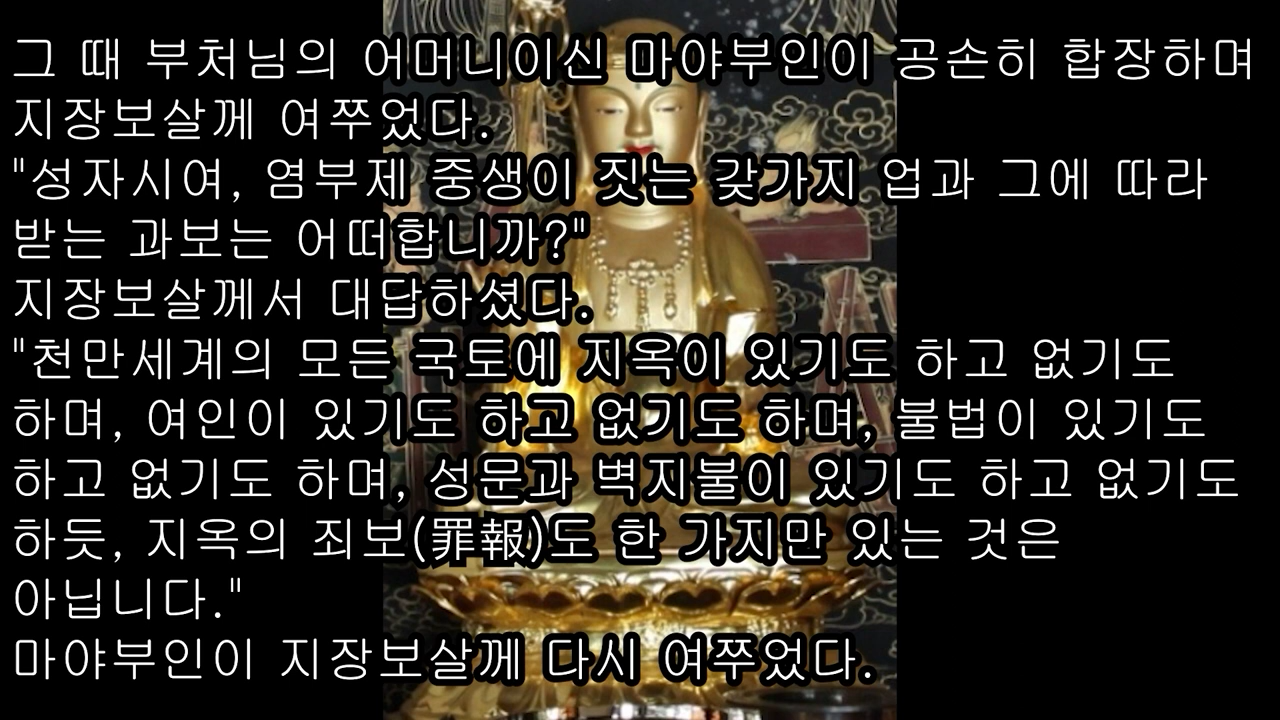 그 때 부처님의 어머니이신 마야부인이 공손히 합장하며
지장보살께 여쭈었다.
"성자시여, 염부제 중생이 짓는 갖가지 업과 그에 따라
받는 과보는 어떠합니까?"
지장보살께서 대답하셨다.
"천만세계의 모든 국토에 지옥이 있기도 하고 없기도
하며, 여인이 있기도 하고 없기도 하며, 불법이 있기도
하고 없기도 하며, 성문과 벽지불이 있기도 하고 없기도
하듯, 지옥의 죄보(罪報)도 한 가지만 있는 것은
아닙니다."
마야부인이 지장보살께 다시 여쭈었다.